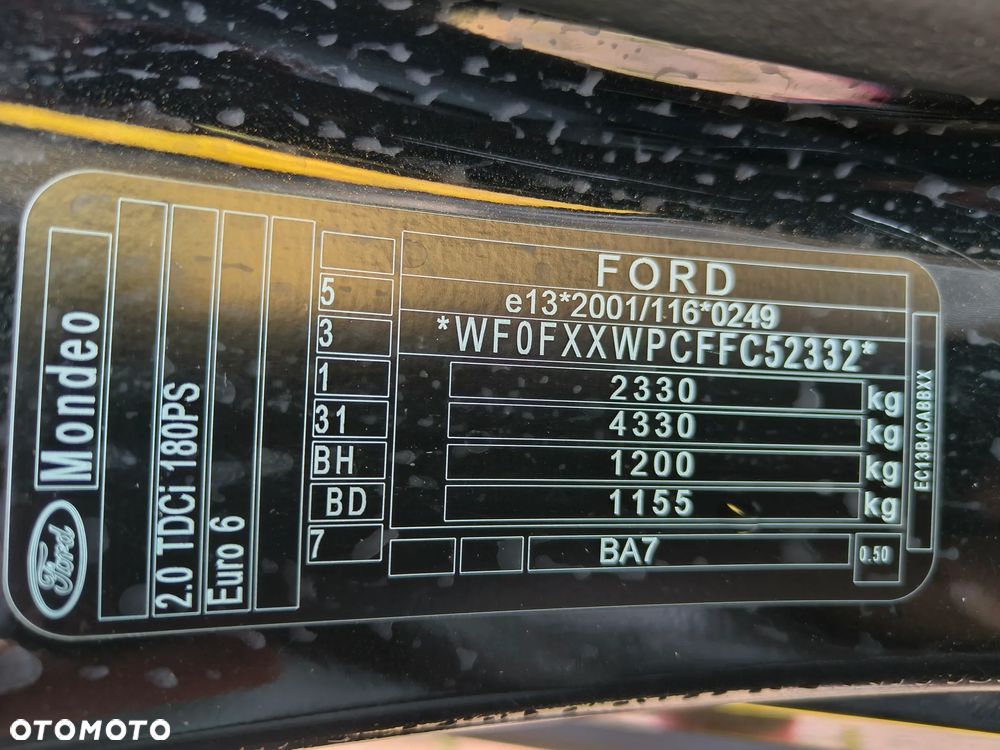 Ford
Mondeo
2.0 TDCi 180PS
Euro 6
5
3
1
31
BH
BD
7
FORD
e13*2001/116*0249
*WF0FXXWPCFFC52332*
2330 kg
4330 kg
1200 kg
1155 kg
BA7
0.50
EC13BJCABBXX
OTOMOTO